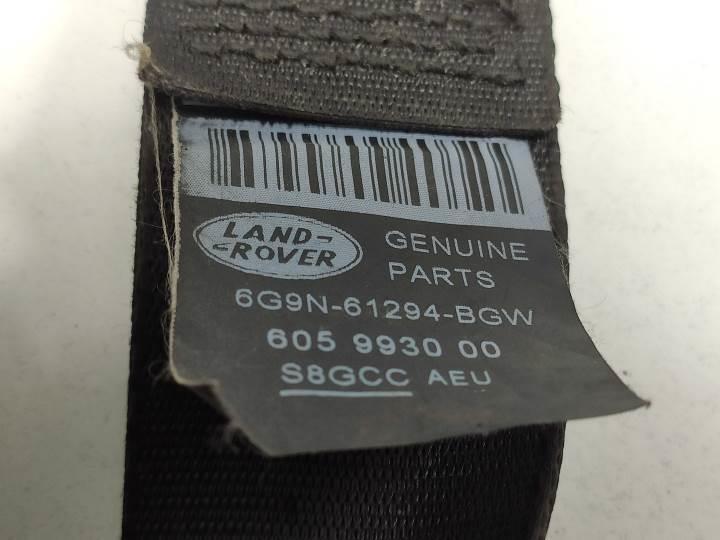 LAND-
ROVER
GENUINE
PARTS
6G9N-61294-BGW
605 9930 00
S8GCC AEU